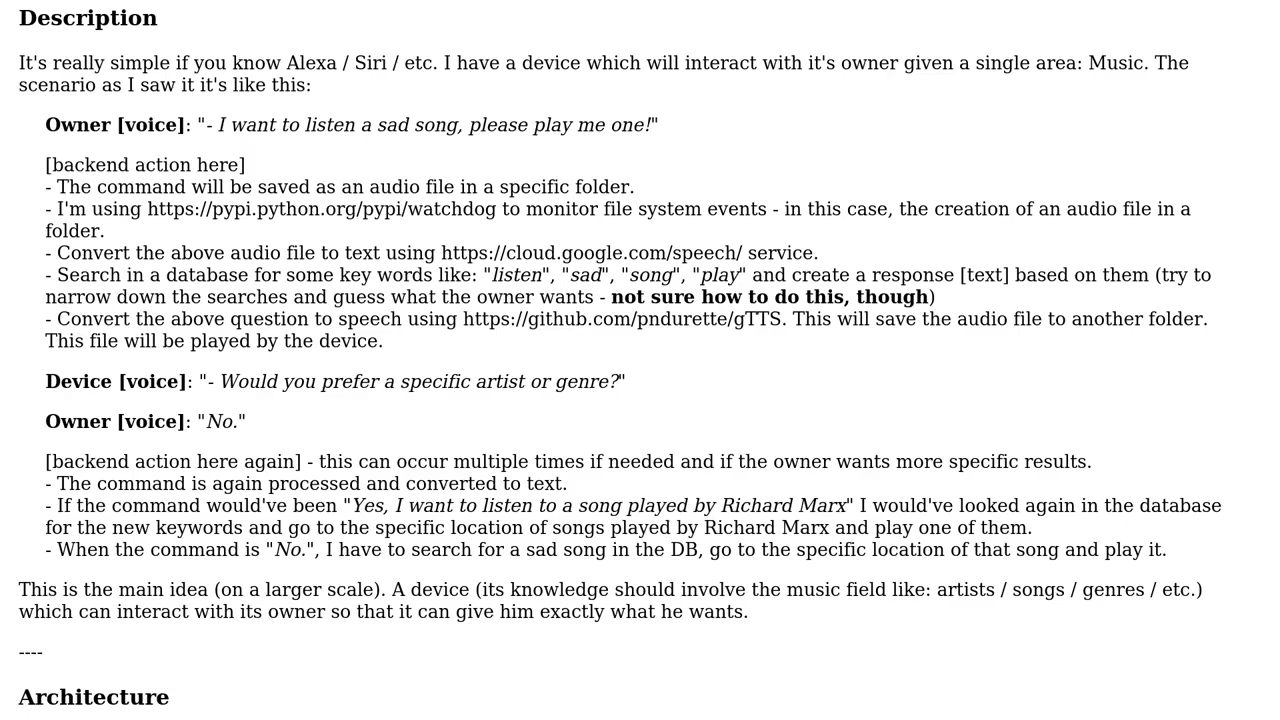 Description
It's really simple if you know Alexa / Siri / etc. I have a device which will interact with it's owner given a single area: Music. The
scenario as I saw it it's like this:
Owner [voice]: "- I want to listen a sad song, please play me one!"
[backend action here]
- The command will be saved as an audio file in a specific folder.
- I'm using https://pypi.python.org/pypi/watchdog to monitor file system events - in this case, the creation of an audio file in a
folder.
- Convert the above audio file to text using https://cloud.google.com/speech/ service.
- Search in a database for some key words like: "listen", "sad", "song", "play" and create a response [text] based on them (try to
narrow down the searches and guess what the owner wants - not sure how to do this, though)
- Convert the above question to speech using https://github.com/pndurette/gTTS. This will save the audio file to another folder.
This file will be played by the device.
Device [voice]: "- Would you prefer a specific artist or genre?"
Owner [voice]: "No."
[backend action here again] - this can occur multiple times if needed and if the owner wants more specific results.
- The command is again processed and converted to text.
- If the command would've been "Yes, I want to listen to a song played by Richard Marx" I would've looked again in the database
for the new keywords and go to the specific location of songs played by Richard Marx and play one of them.
- When the command is "No.", I have to search for a sad song in the DB, go to the specific location of that song and play it.
This is the main idea (on a larger scale). A device (its knowledge should involve the music field like: artists / songs / genres / etc.)
which can interact with its owner so that it can give him exactly what he wants.
----
Architecture